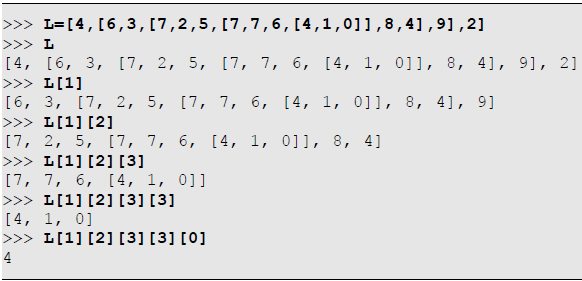 >>> L=[4,[6,3,[7,2,5,[7,7,6,[4,1,0]],8,4],9],2]
>>> L
[4, [6, 3, [7, 2, 5, [7, 7, 6, [4, 1, 0]], 8, 4], 9], 2]
>>> L[1]
[6, 3, [7, 2, 5, [7, 7, 6, [4, 1, 0]], 8, 4], 9]
>>> L[1][2]
[7, 2, 5, [7, 7, 6, [4, 1, 0]], 8, 4]
>>> L[1][2][3]
[7, 7, 6, [4, 1, 0]]
>>> L[1][2][3][3]
[4, 1, 0]
>>> L[1][2][3][3][0]
4